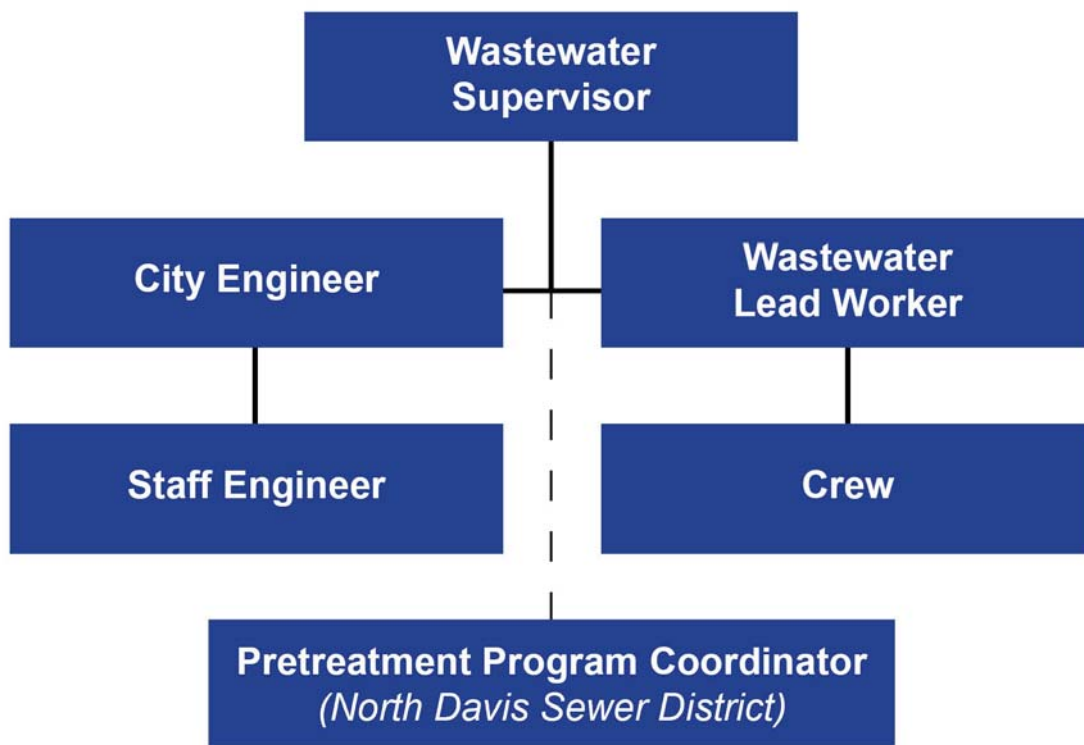 Wastewater
Supervisor
City Engineer
Wastewater
Lead Worker
Staff Engineer
Crew
Pretreatment Program Coordinator
(North Davis Sewer District)